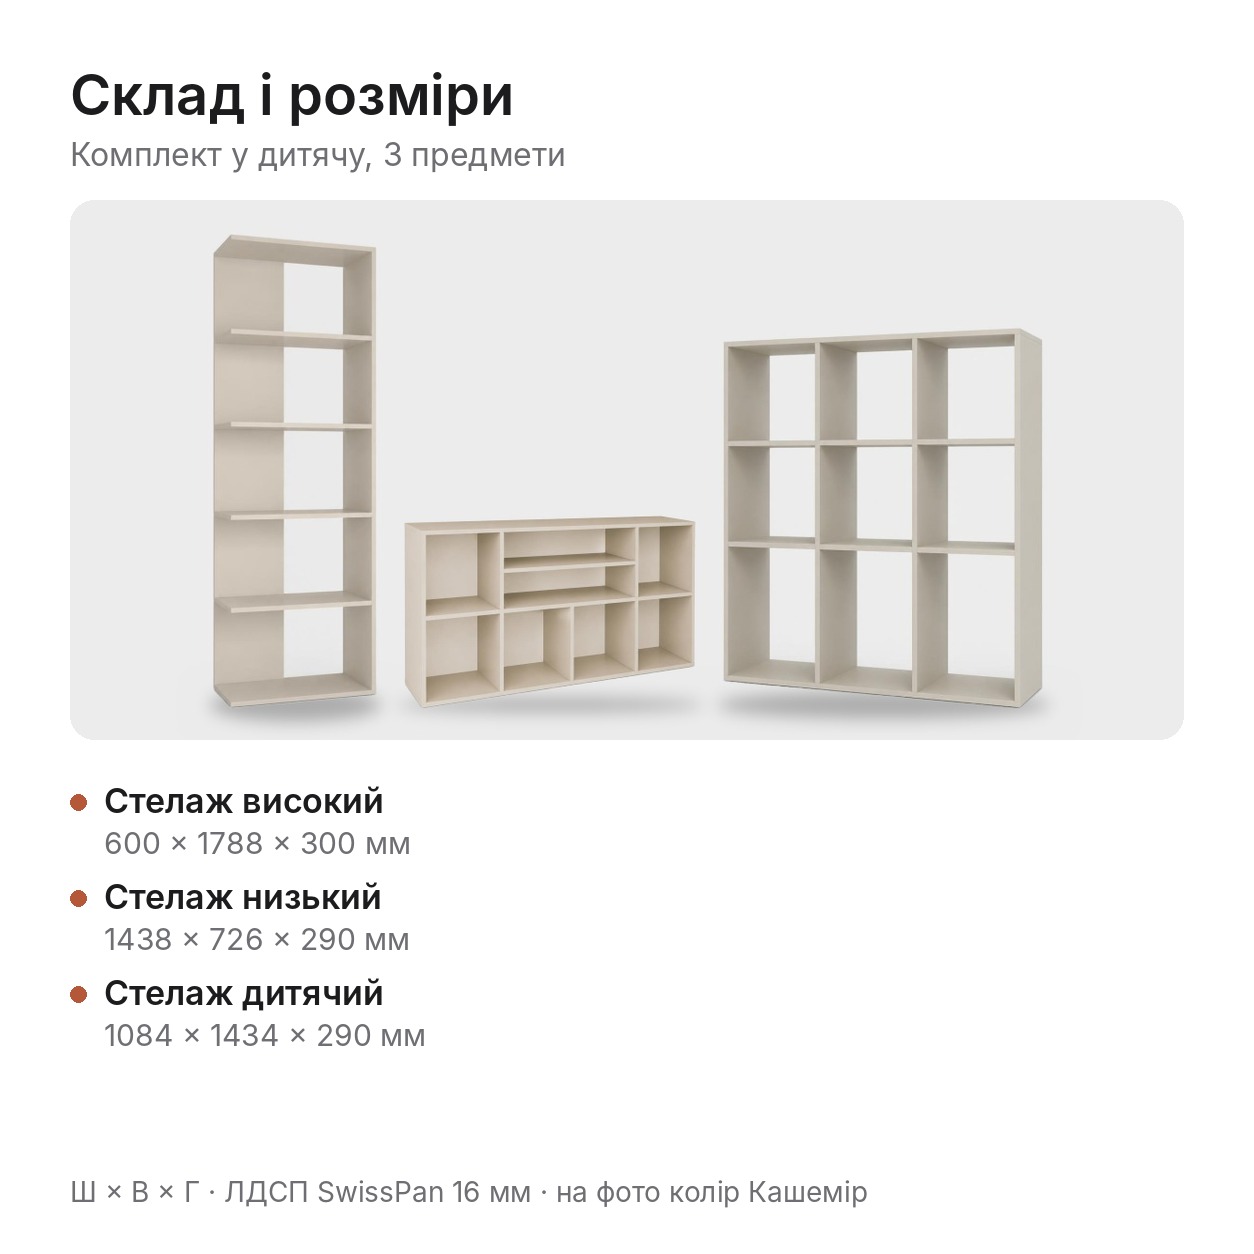 Склад і розміри
Комплект у дитячу, 3 предмети
Стелаж високий
600 × 1788 × 300 мм
Стелаж низький
1438 × 726 × 290 мм
Стелаж дитячий
1084 × 1434 × 290 мм
Ш × В × Г · ЛДСП SwissPan 16 мм · на фото колір Кашемір